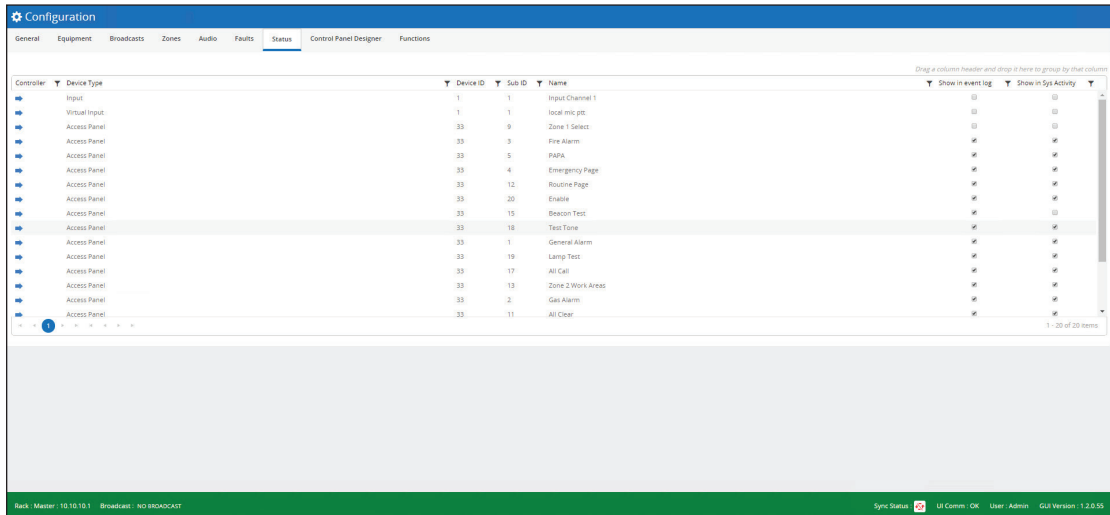 Configuration
General Equipment Broadcasts Zones Audio Faults Status Control Panel Designer Functions
Drag a column header and drop it here to group by that column
Controller Device Type Device ID Sub ID Name Show in event log Show in Sys Activity
Input 1 1 Input Channel 1
Virtual Input 1 1 local mic ptt
Access Panel 33 9 Zone 1 Select
Access Panel 33 3 Fire Alarm
Access Panel 33 5 PAPA
Access Panel 33 4 Emergency Page
Access Panel 33 12 Routine Page
Access Panel 33 20 Enable
Access Panel 33 15 Beacon Test
Access Panel 33 18 Test Tone
Access Panel 33 1 General Alarm
Access Panel 33 19 Lamp Test
Access Panel 33 17 All Call
Access Panel 33 13 Zone 2 Work Areas
Access Panel 33 2 Gas Alarm
Access Panel 33 11 All Clear
1 1 - 20 of 20 items
Rack : Master : 10.10.10.1 Broadcast : NO BROADCAST Sync Status : UI Comm : OK User : Admin GUI Version : 1.2.0.55